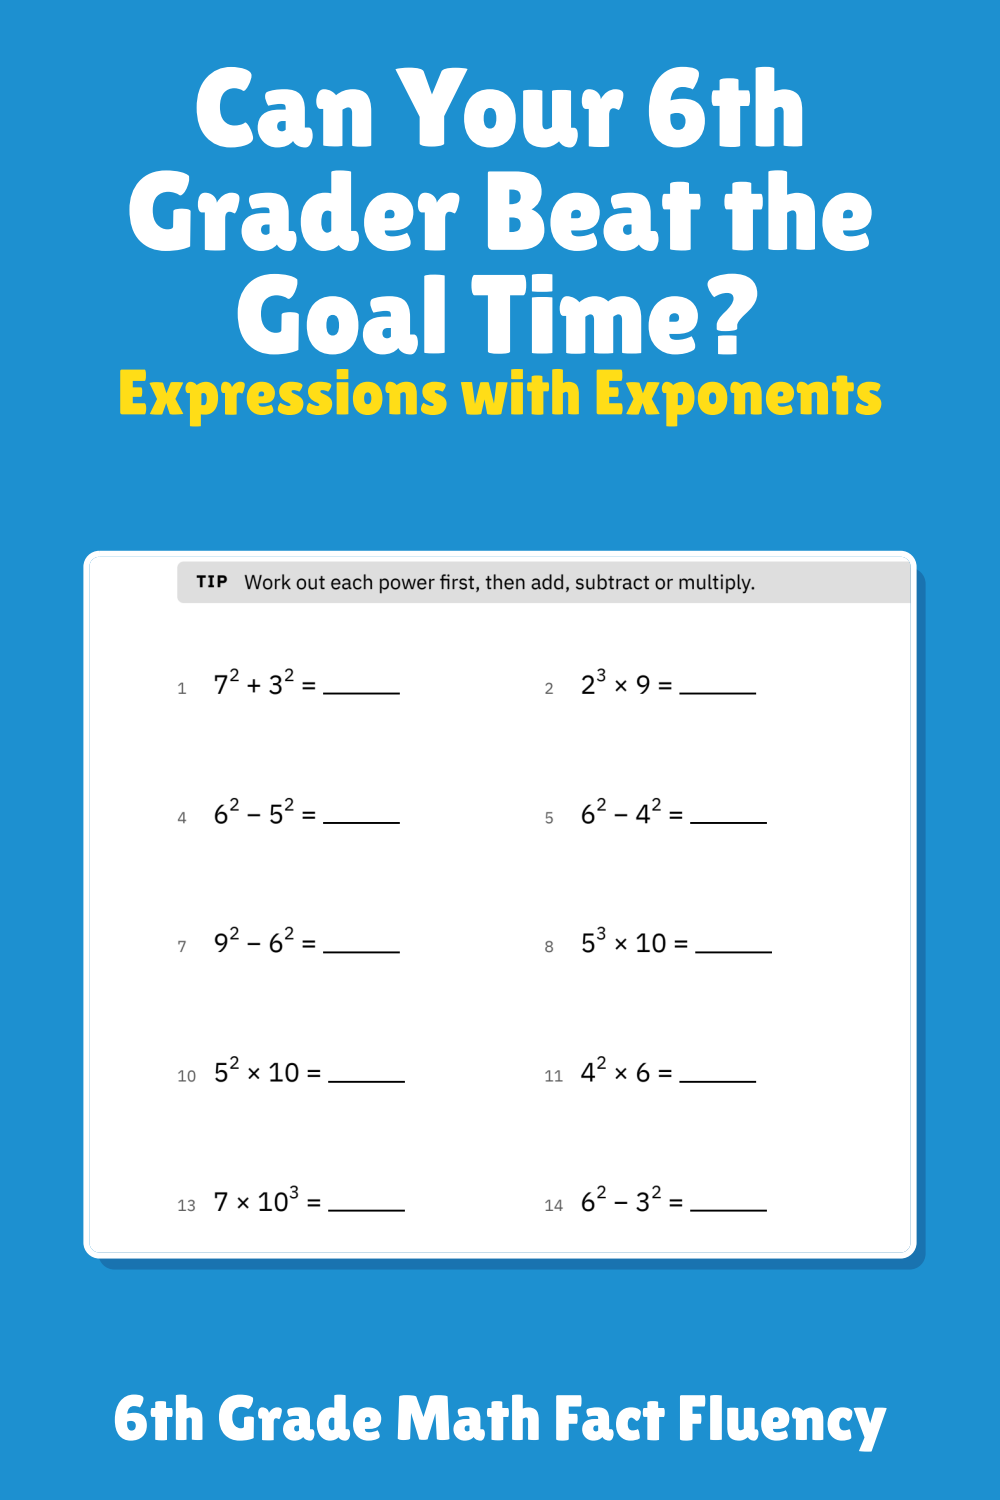 Can Your 6th
Grader Beat the
Goal Time?
Expressions with Exponents
TIP Work out each power first, then add, subtract or multiply.
1 7² + 3² = ______
2 2³ × 9 = ______
4 6² − 5² = ______
5 6² − 4² = ______
7 9² − 6² = ______
8 5³ × 10 = ______
10 5² × 10 = ______
11 4² × 6 = ______
13 7 × 10³ = ______
14 6² − 3² = ______
6th Grade Math Fact Fluency